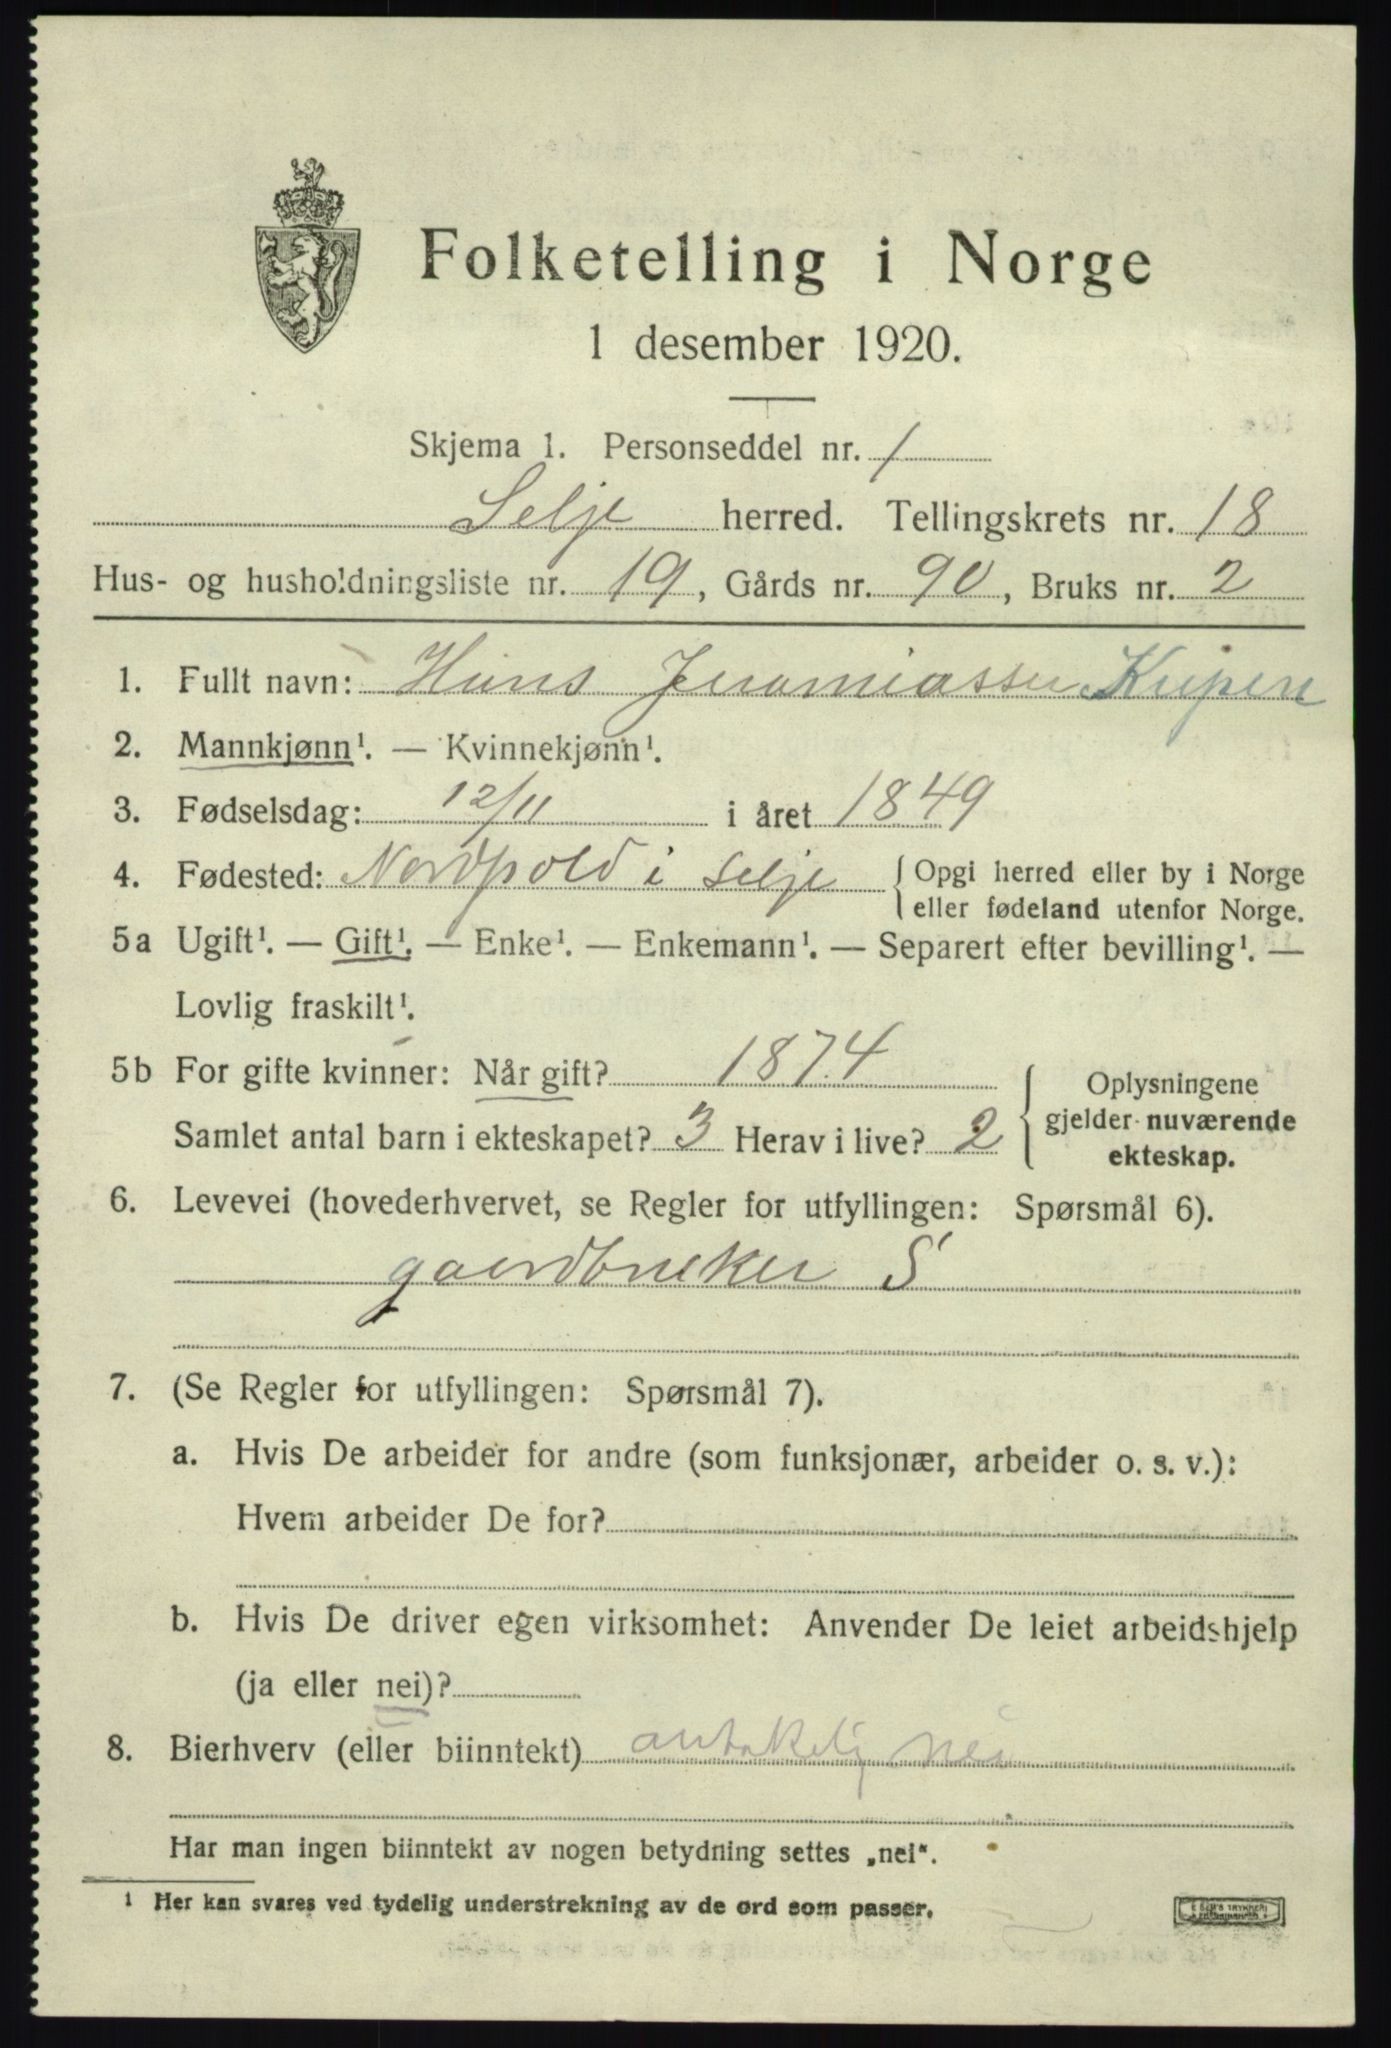 Folketelling i Norge
1 desember 1920.
Skjema 1. Personseddel nr. 1
Selje herred. Tellingskrets nr. 18
Hus- og husholdningsliste nr. 19, Gårds nr. 90, Bruks nr. 2
1. Fullt navn: Hans Jeramiassen
2. Mannkjønn¹. — Kvinnekjønn¹.
3. Fødselsdag: 12/11 i året 1849
4. Fødested: Nordpold i Selje { Opgi herred eller by i Norge
eller fødeland utenfor Norge.
5a Ugift¹. — Gift¹. — Enke¹. — Enkemann¹. — Separert efter bevilling¹. —
Lovlig fraskilt¹.
5b For gifte kvinner: Når gift? 1874
Samlet antal barn i ekteskapet? 3 Herav i live? 2
{ Oplysningene
gjelder nuværende
ekteskap.
6. Levevei (hovederhvervet, se Regler for utfyllingen: Spørsmål 6).
gaardbruker S
7. (Se Regler for utfyllingen: Spørsmål 7).
a. Hvis De arbeider for andre (som funksjonær, arbeider o. s. v.):
Hvem arbeider De for?
b. Hvis De driver egen virksomhet: Anvender De leiet arbeidshjelp
(ja eller nei)?
8. Bierhverv (eller biinntekt) antakelig nei
Har man ingen biinntekt av nogen betydning settes „nei“.
¹ Her kan svares ved tydelig understrekning av de ord som passer.